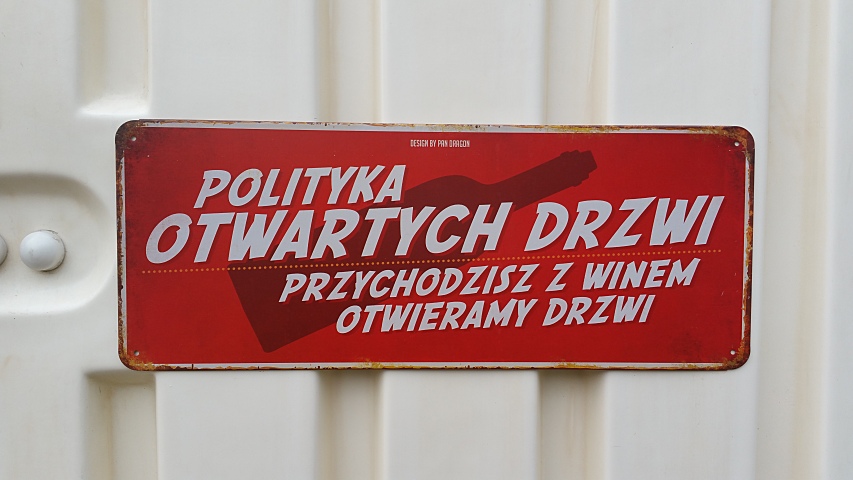 DESIGN BY PAN DRAGON
POLITYKA
OTWARTYCH DRZWI
PRZYCHODZISZ Z WINEM
OTWIERAMY DRZWI